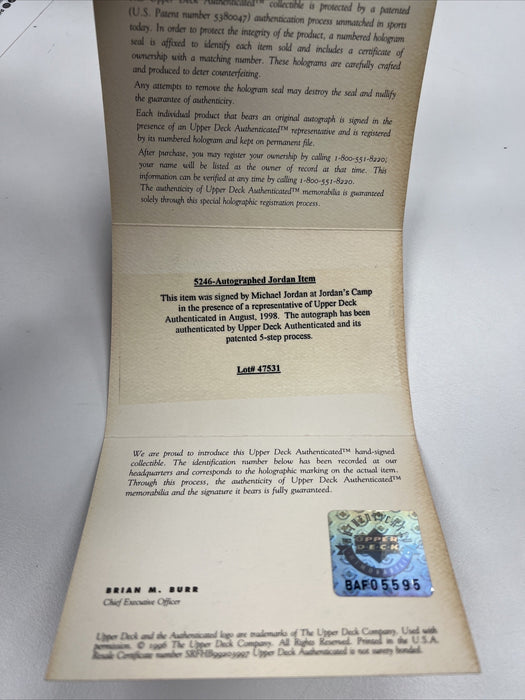 Upper Deck Authenticated™ collectible is protected by a patented
(U.S. Patent number 5380047) authentication process unmatched in sports
today. In order to protect the integrity of the product, a numbered hologram
seal is affixed to identify each item sold and includes a certificate of
ownership with a matching number. These holograms are carefully crafted
and produced to deter counterfeiting.
Any attempts to remove the hologram seal may destroy the seal and nullify
the guarantee of authenticity.
Each individual product that bears an original autograph is signed in the
presence of an Upper Deck Authenticated™ representative and is registered
by its numbered hologram and kept on permanent file.
After purchase, you may register your ownership by calling 1-800-551-8220;
your name will be listed as the owner of record at that time. This
information can be verified at any time by calling 1-800-551-8220.
The authenticity of Upper Deck Authenticated™ memorabilia is guaranteed
solely through this special holographic registration process.
5246-Autographed Jordan Item
This item was signed by Michael Jordan at Jordan's Camp
in the presence of a representative of Upper Deck
Authenticated in August, 1998. The autograph has been
authenticated by Upper Deck Authenticated and its
patented 5-step process.
Lot# 47531
We are proud to introduce this Upper Deck Authenticated™ hand-signed
collectible. The identification number below has been recorded at our
headquarters and corresponds to the holographic marking on the actual item.
Through this process, the authenticity of Upper Deck Authenticated™
memorabilia and the signature it bears is fully guaranteed.
UPPER
DECK
BAF05595
BRIAN M. BURR
Chief Executive Officer
Upper Deck and the Authenticated logo are trademarks of The Upper Deck Company. Used with
permission. © 1996 The Upper Deck Company. All Rights Reserved. Printed in the U.S.A.
Resale Certificate number Upper Deck Authenticated is not surety bonded.